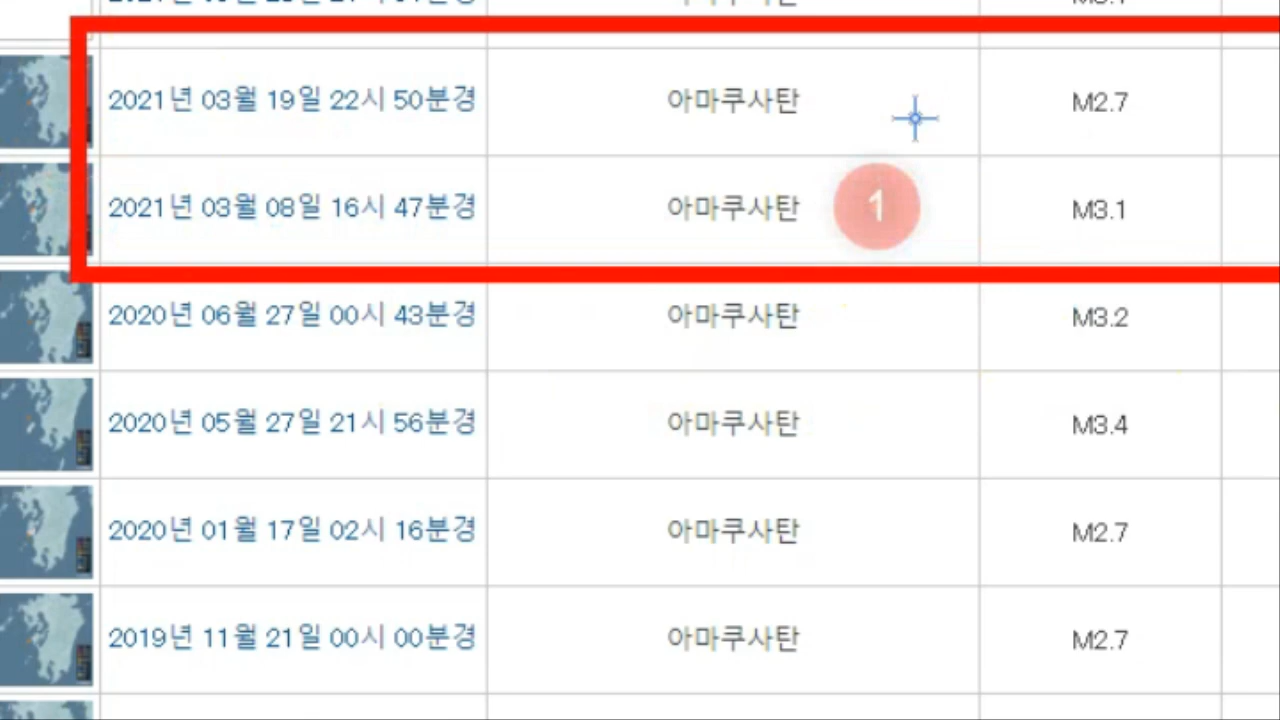 2021년 03월 19일 22시 50분경 아마쿠사탄 M2.7
2021년 03월 08일 16시 47분경 아마쿠사탄 1 M3.1
2020년 06월 27일 00시 43분경 아마쿠사탄 M3.2
2020년 05월 27일 21시 56분경 아마쿠사탄 M3.4
2020년 01월 17일 02시 16분경 아마쿠사탄 M2.7
2019년 11월 21일 00시 00분경 아마쿠사탄 M2.7